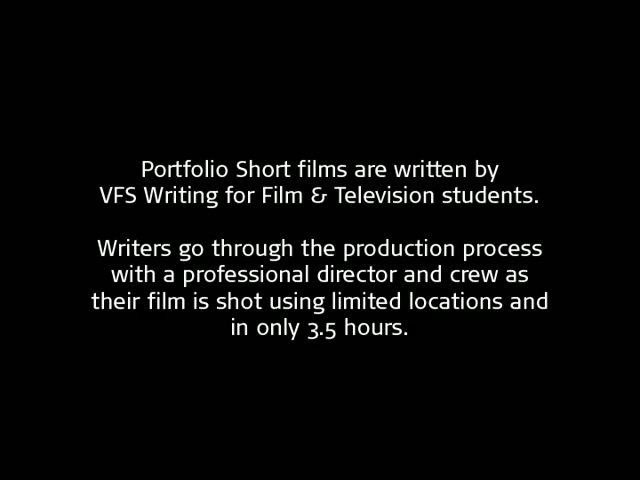 Portfolio Short films are written by
VFS Writing for Film & Television students.
Writers go through the production process
with a professional director and crew as
their film is shot using limited locations and
in only 3.5 hours.